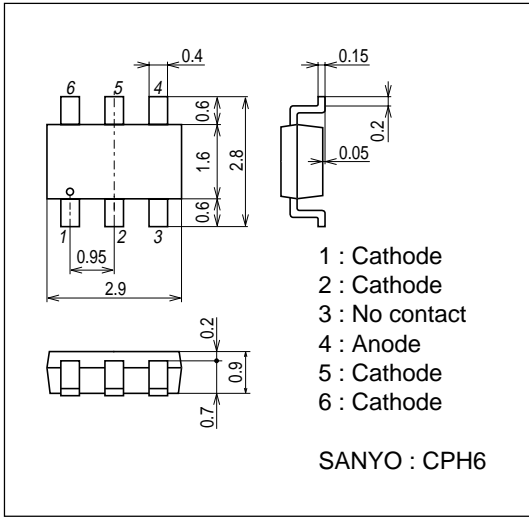 0.4
0.15
6
5
4
0.6
1.6
0.6
2.8
0.2
0.05
1
2
3
0.95
2.9
0.2
0.9
0.7
1 : Cathode
2 : Cathode
3 : No contact
4 : Anode
5 : Cathode
6 : Cathode
SANYO : CPH6